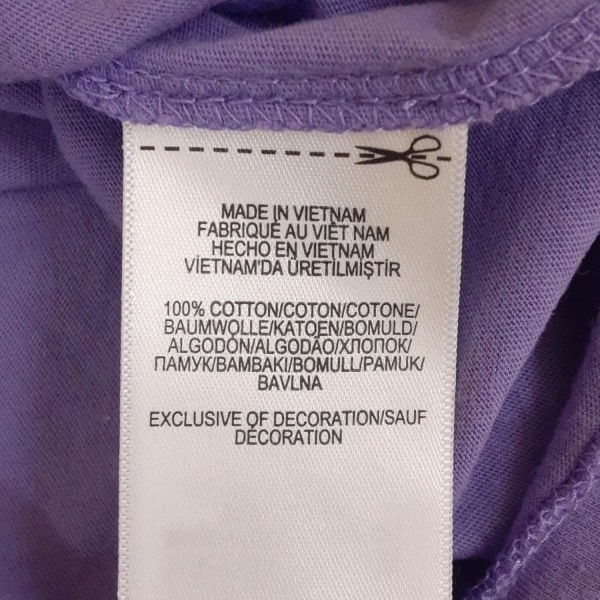 MADE IN VIETNAM
FABRIQUÉ AU VIÊT NAM
HECHO EN VIETNAM
VİETNAM'DA ÜRETİLMİŞTİR
100% COTTON/COTON/COTONE/
BAUMWOLLE/KATOEN/BOMULD/
ALGODÓN/ALGODÃO/ХЛОПОК/
ПАМУК/BAMBAKI/BOMULL/PAMUK/
BAVLNA
EXCLUSIVE OF DECORATION/SAUF
DÉCORATION